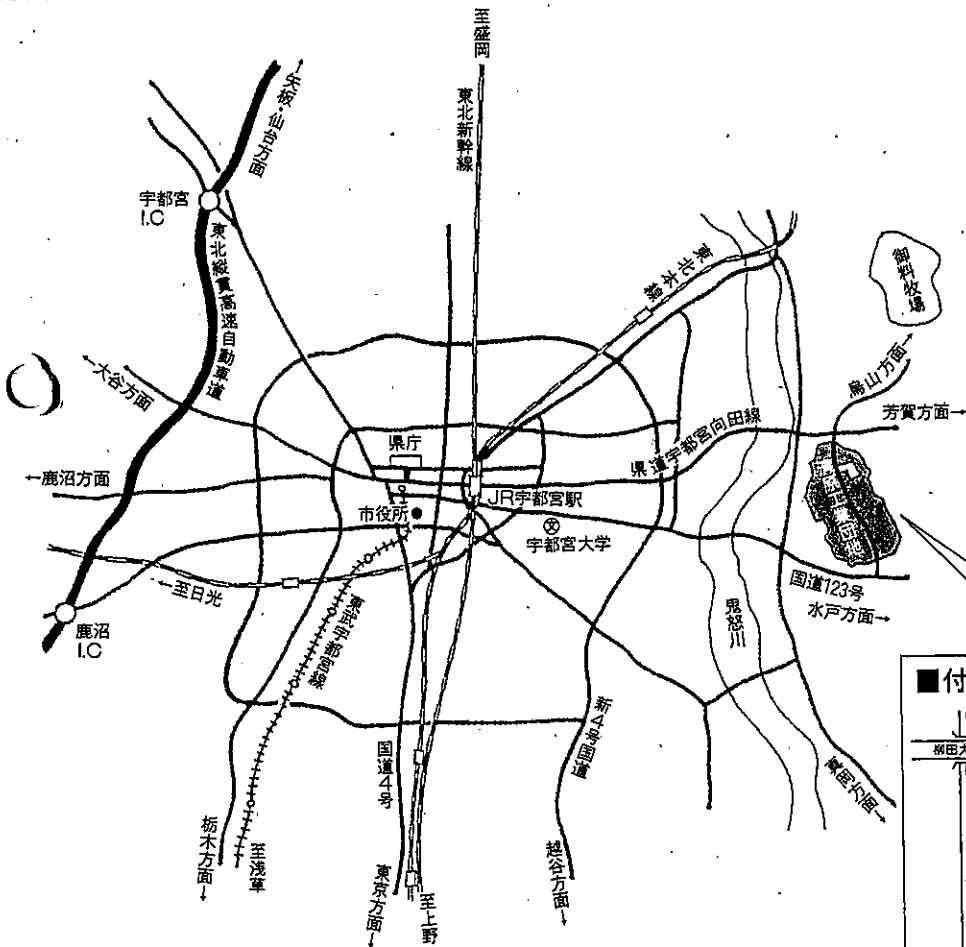 至盛岡
東北新幹線
←矢板・仙台方面
宇都宮
I.C
東北縦貫高速自動車道
東北本線
御料牧場
烏山方面→
芳賀方面→
←大谷方面
県道宇都宮向田線
県庁
←鹿沼方面
JR宇都宮駅
市役所
文
宇都宮大学
←至日光
国道123号
水戸方面→
鬼怒川
鹿沼
I.C
東武宇都宮線
新4号国道
国道4号
真岡方面→
栃木方面→
至浅草
東京方面→
至上野
越谷方面→
■付